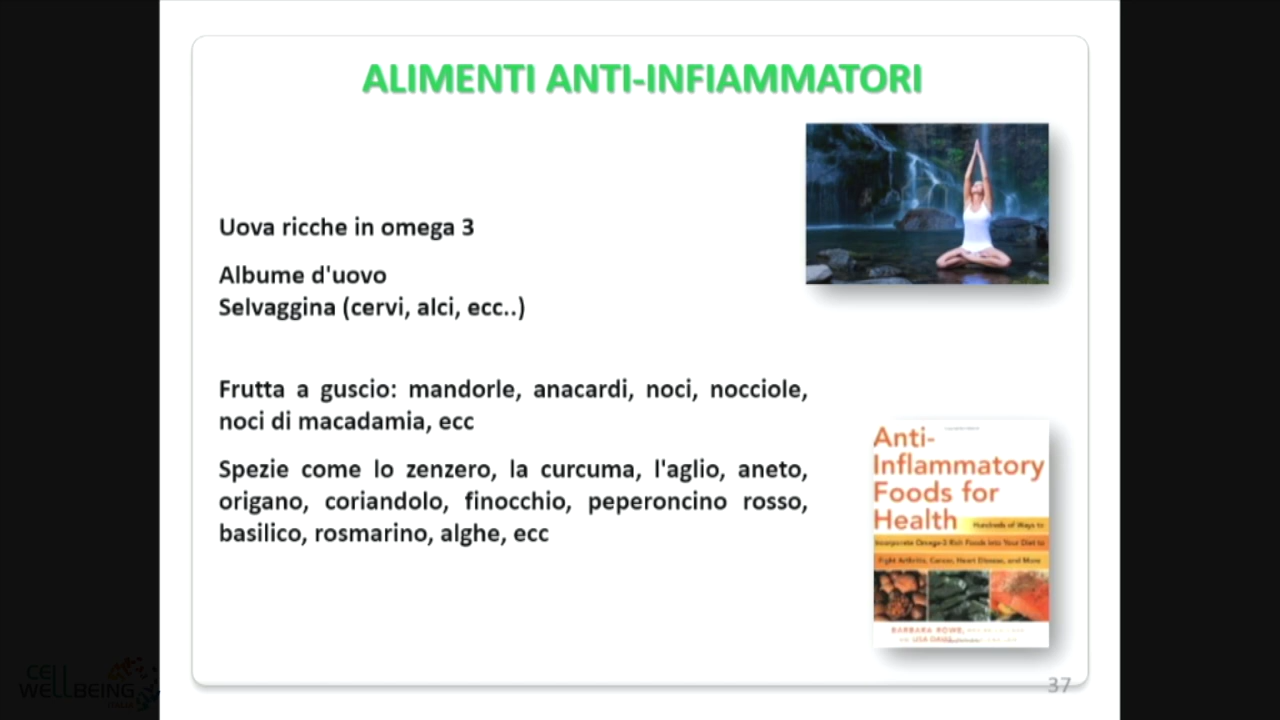 ALIMENTI ANTI-INFIAMMATORI
Uova ricche in omega 3
Albume d'uovo
Selvaggina (cervi, alci, ecc..)
Frutta a guscio: mandorle, anacardi, noci, nocciole,
noci di macadamia, ecc
Spezie come lo zenzero, la curcuma, l'aglio, aneto,
origano, coriandolo, finocchio, peperoncino rosso,
basilico, rosmarino, alghe, ecc
Anti-
Inflammatory
Foods for
Health
Hundreds of Ways to
Incorporate Omega-3 Rich Foods into Your Diet to
Fight Arthritis, Cancer, Heart Disease, and More
BARBARA ROWE,
LISA DAVIS
37
CELL
WELLBEING